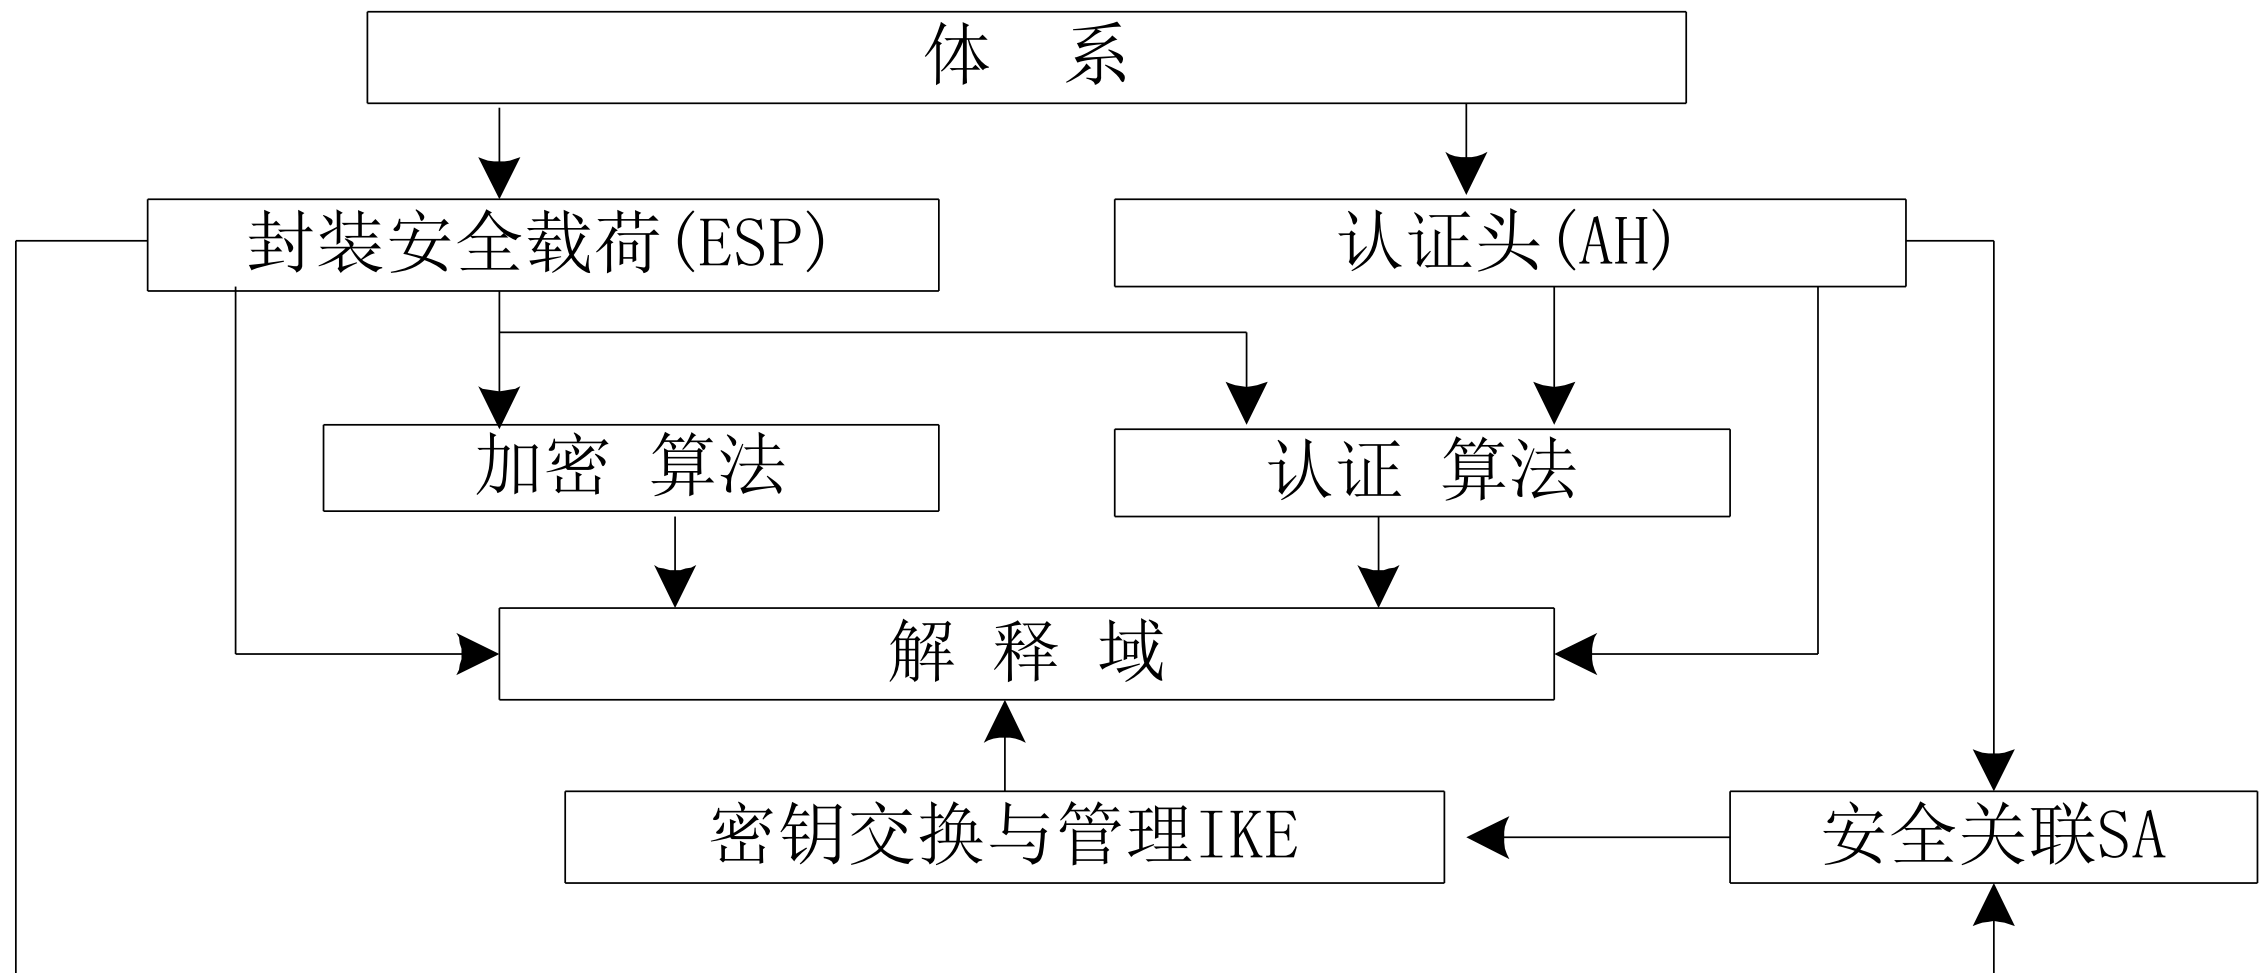 体 系
封装安全载荷(ESP)
认证头(AH)
加密 算法
认证 算法
解 释 域
密钥交换与管理IKE
安全关联SA